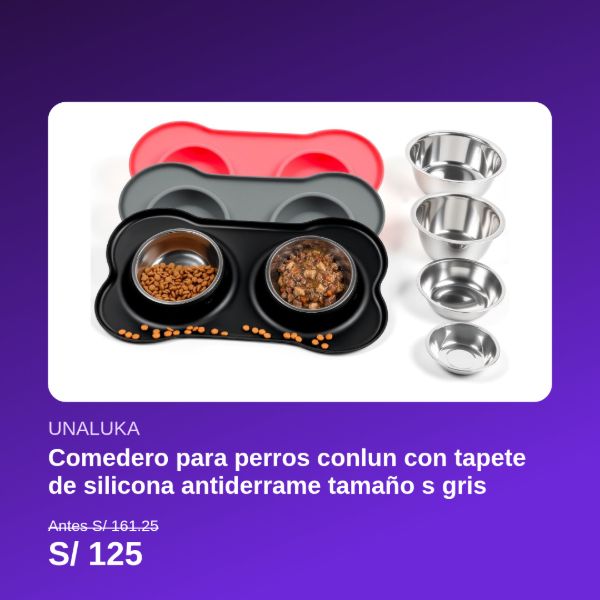 UNALUKA
Comedero para perros conlun con tapete
de silicona antiderrame tamaño s gris
Antes S/ 161.25
S/ 125